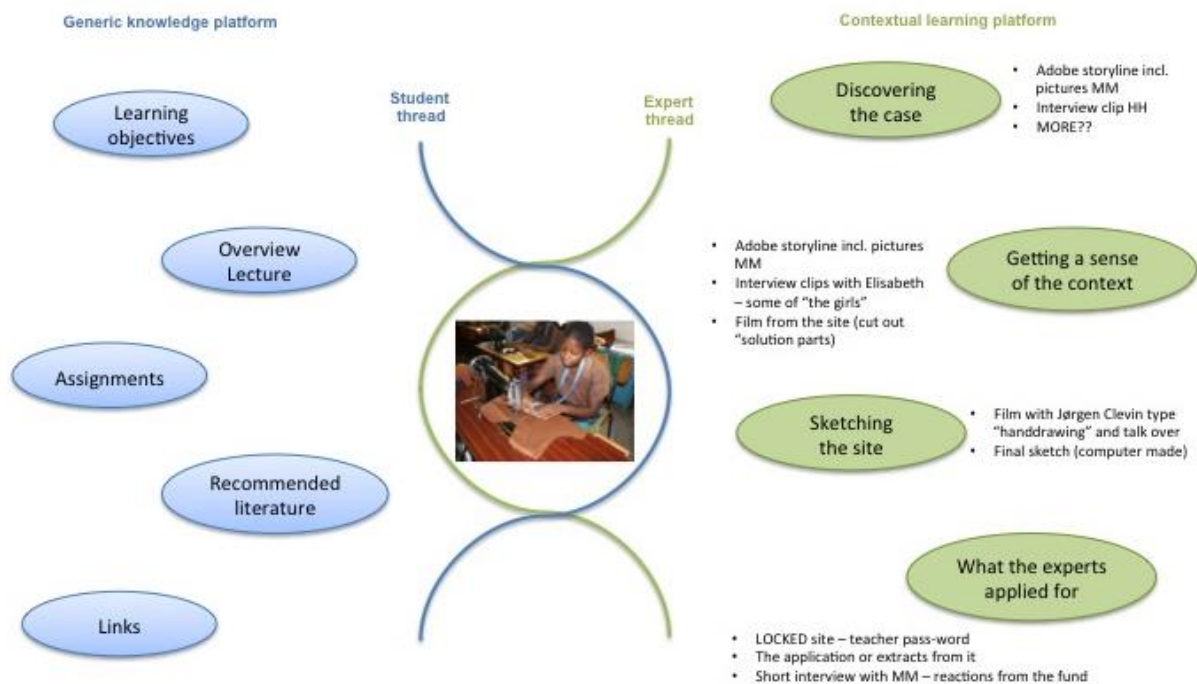 Generic knowledge platform
Contextual learning platform
Learning
objectives
Student
thread
Expert
thread
Discovering
the case
• Adobe storyline incl.
pictures MM
• Interview clip HH
• MORE??
Overview
Lecture
• Adobe storyline incl. pictures
MM
• Interview clips with Elisabeth
– some of "the girls"
• Film from the site (cut out
"solution parts)
Getting a sense
of the context
Assignments
Sketching
the site
• Film with Jørgen Clevin type
"handdrawing" and talk over
• Final sketch (computer made)
Recommended
literature
What the experts
applied for
Links
• LOCKED site – teacher pass-word
• The application or extracts from it
• Short interview with MM – reactions from the fund